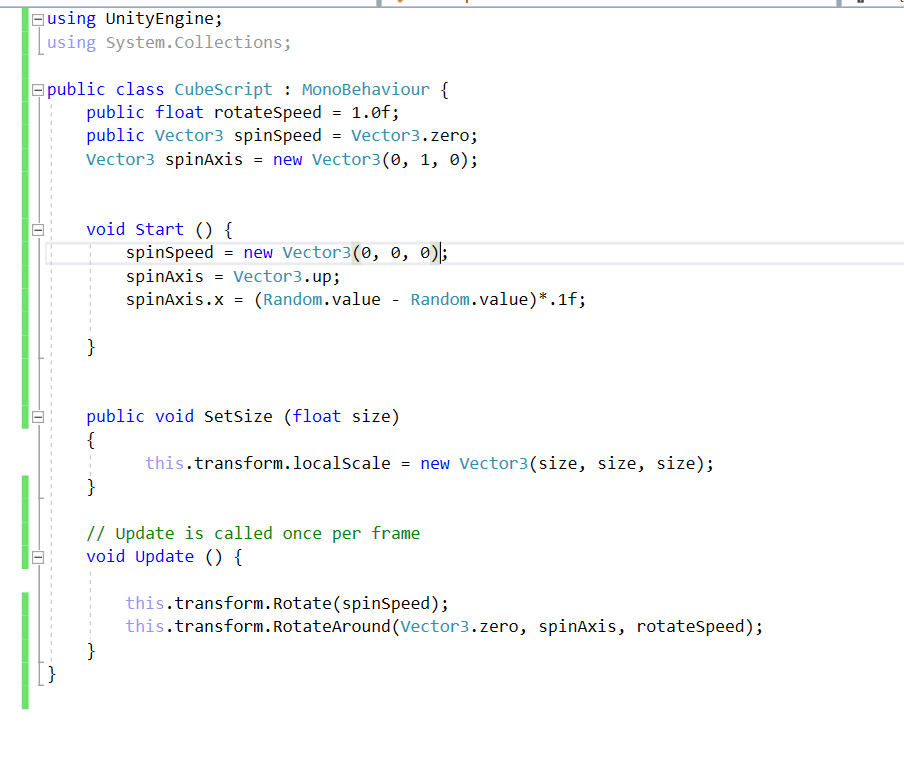 using UnityEngine;
using System.Collections;
public class CubeScript : MonoBehaviour {
public float rotateSpeed = 1.0f;
public Vector3 spinSpeed = Vector3.zero;
Vector3 spinAxis = new Vector3(0, 1, 0);
void Start () {
spinSpeed = new Vector3(0, 0, 0);
spinAxis = Vector3.up;
spinAxis.x = (Random.value - Random.value)*.1f;
}
public void SetSize (float size)
{
this.transform.localScale = new Vector3(size, size, size);
}
// Update is called once per frame
void Update () {
this.transform.Rotate(spinSpeed);
this.transform.RotateAround(Vector3.zero, spinAxis, rotateSpeed);
}
}